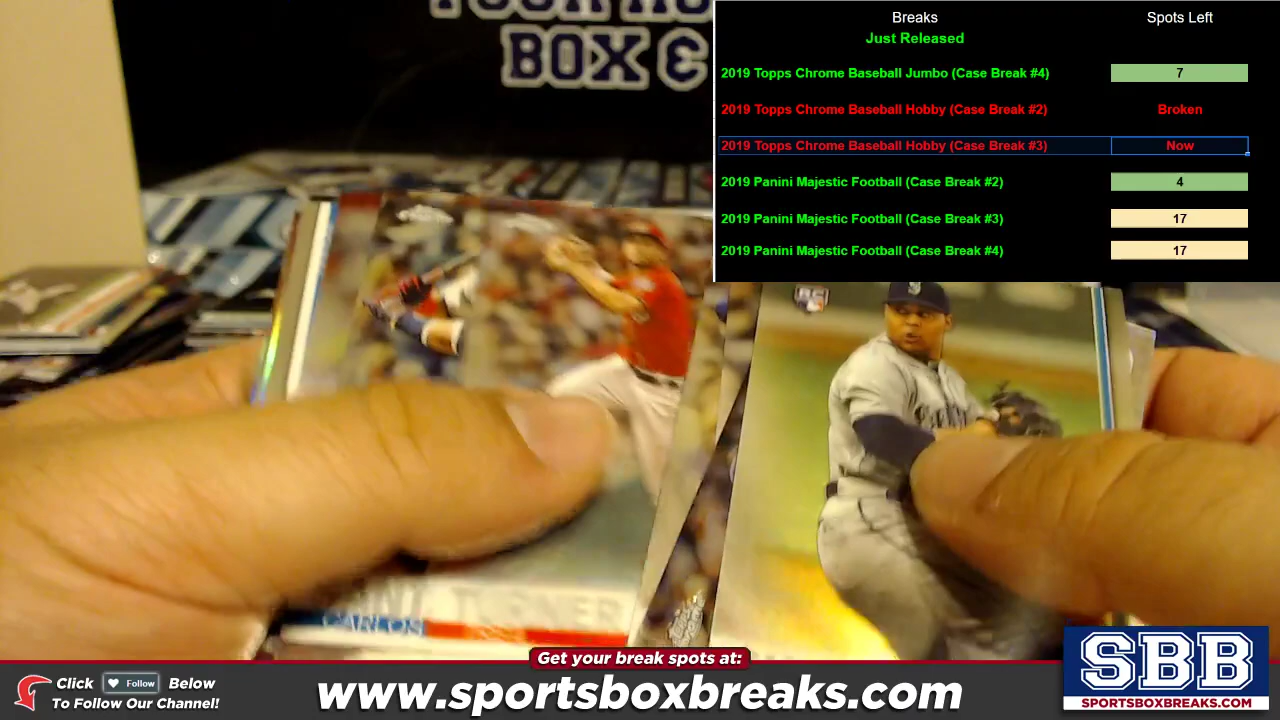 BOX &
Breaks Spots Left
Just Released
2019 Topps Chrome Baseball Jumbo (Case Break #4) 7
2019 Topps Chrome Baseball Hobby (Case Break #2) Broken
2019 Topps Chrome Baseball Hobby (Case Break #3) Now
2019 Panini Majestic Football (Case Break #2) 4
2019 Panini Majestic Football (Case Break #3) 17
2019 Panini Majestic Football (Case Break #4) 17
RC
TURNER
CARLOS
Get your break spots at:
Click Follow Below
To Follow Our Channel!
www.sportsboxbreaks.com
SBB
SPORTSBOXBREAKS.COM